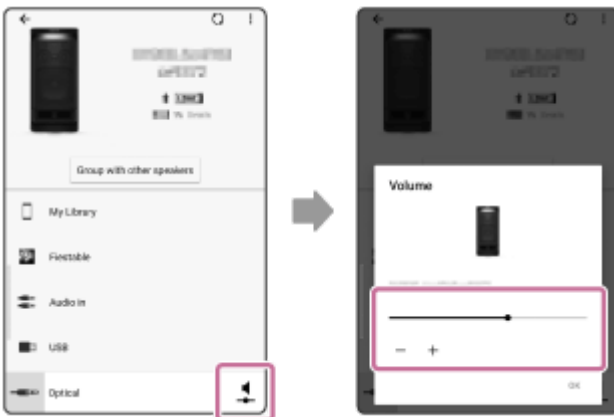 Group with other speakers
My Library
Fiestable
Audio in
USB
Optical
Volume
OK